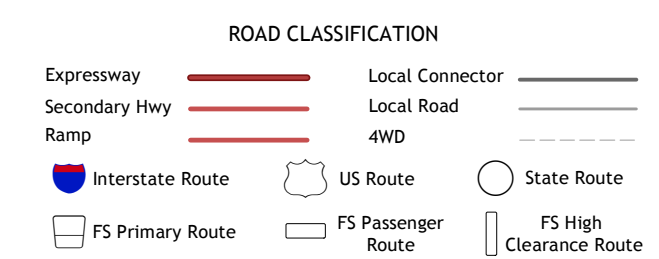 ROAD CLASSIFICATION
Expressway
Local Connector
Secondary Hwy
Local Road
Ramp
4WD
Interstate Route
US Route
State Route
FS Primary Route
FS Passenger
Route
FS High
Clearance Route